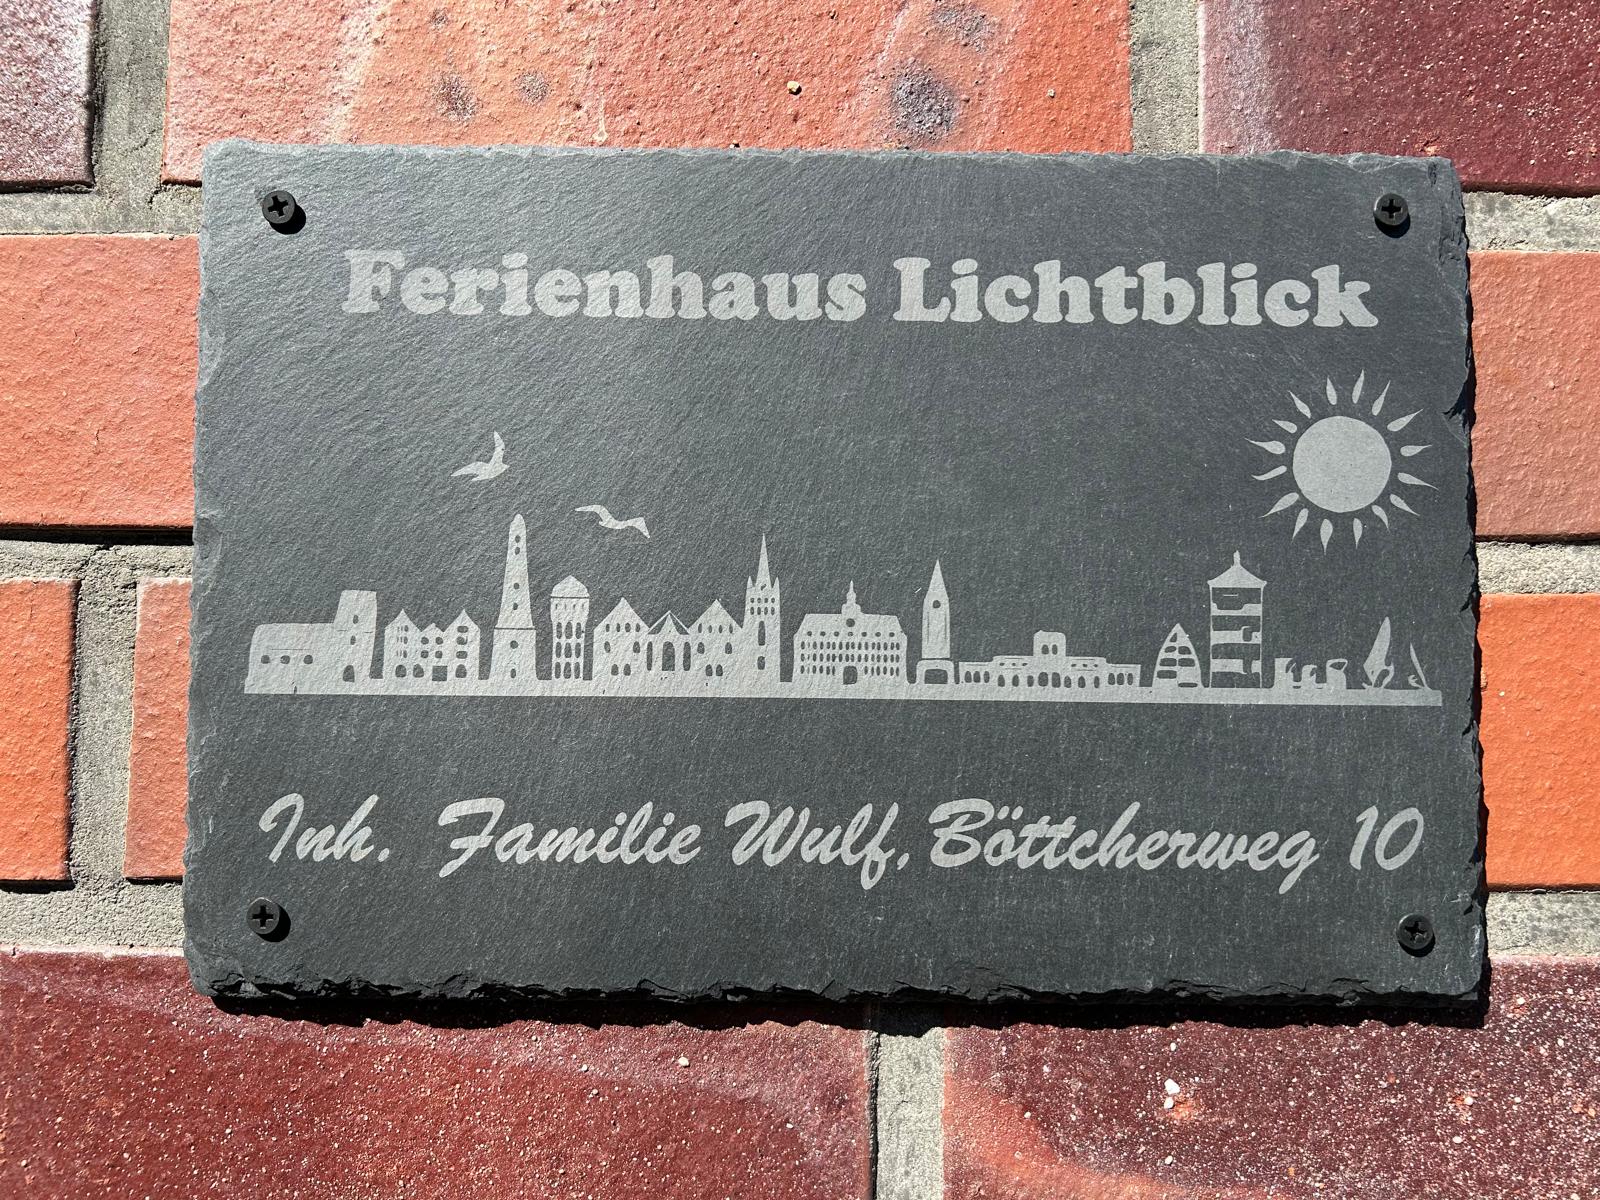 Ferienhaus Lichtblick
Inh. Familie Wulf, Böttcherweg 10